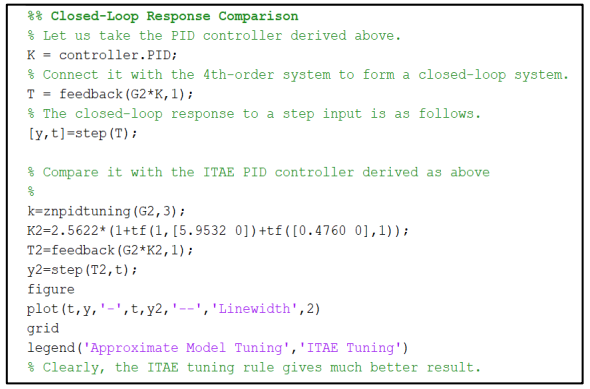 %% Closed-Loop Response Comparison
% Let us take the PID controller derived above.
K = controller.PID;
% Connect it with the 4th-order system to form a closed-loop system.
T = feedback(G2*K,1);
% The closed-loop response to a step input is as follows.
[y,t]=step(T);
% Compare it with the ITAE PID controller derived as above
%
k=znpidtuning(G2,3);
K2=2.5622*(1+tf(1,[5.9532 0])+tf([0.4760 0],1));
T2=feedback(G2*K2,1);
y2=step(T2,t);
figure
plot(t,y,'-',t,y2,'--','Linewidth',2)
grid
legend('Approximate Model Tuning','ITAE Tuning')
% Clearly, the ITAE tuning rule gives much better result.